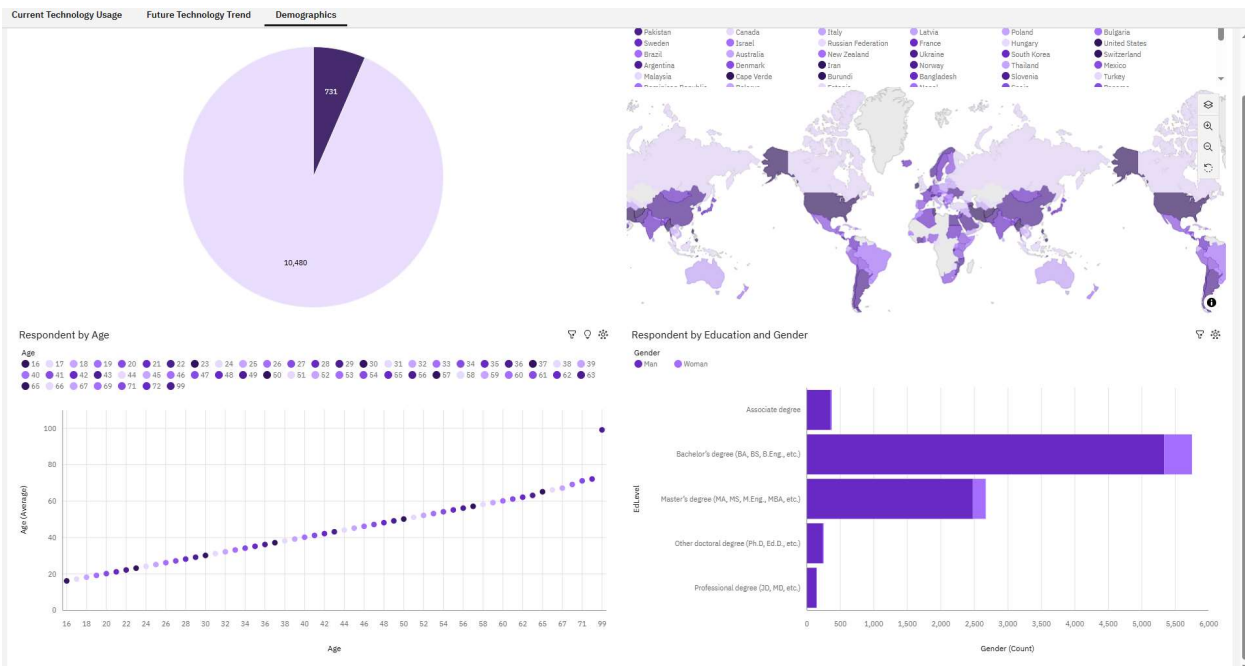 Current Technology Usage Future Technology Trend Demographics
731
10,480
Pakistan Canada Italy Latvia Poland Bulgaria
Sweden Israel Russian Federation France Hungary United States
Brazil Australia New Zealand Ukraine South Korea Switzerland
Argentina Denmark Iran Norway Thailand Mexico
Malaysia Cape Verde Burundi Bangladesh Slovenia Turkey
Respondent by Age
Age
16 17 18 19 20 21 22 23 24 25 26 27 28 29 30 31 32 33 34 35 36 37 38 39
40 41 42 43 44 45 46 47 48 49 50 51 52 53 54 55 56 57 58 59 60 61 62 63
65 66 67 69 71 72 99
100
80
60
40
20
0
Age (Average)
16 18 20 22 24 26 28 30 32 34 36 38 40 42 44 46 48 50 52 54 56 58 60 62 65 67 71 99
Age
Respondent by Education and Gender
Gender
Man Woman
Associate degree
Bachelor's degree (BA, BS, B.Eng., etc.)
Master's degree (MA, MS, M.Eng., MBA, etc.)
Other doctoral degree (Ph.D, Ed.D., etc.)
Professional degree (JD, MD, etc.)
EdLevel
0 500 1,000 1,500 2,000 2,500 3,000 3,500 4,000 4,500 5,000 5,500 6,000
Gender (Count)